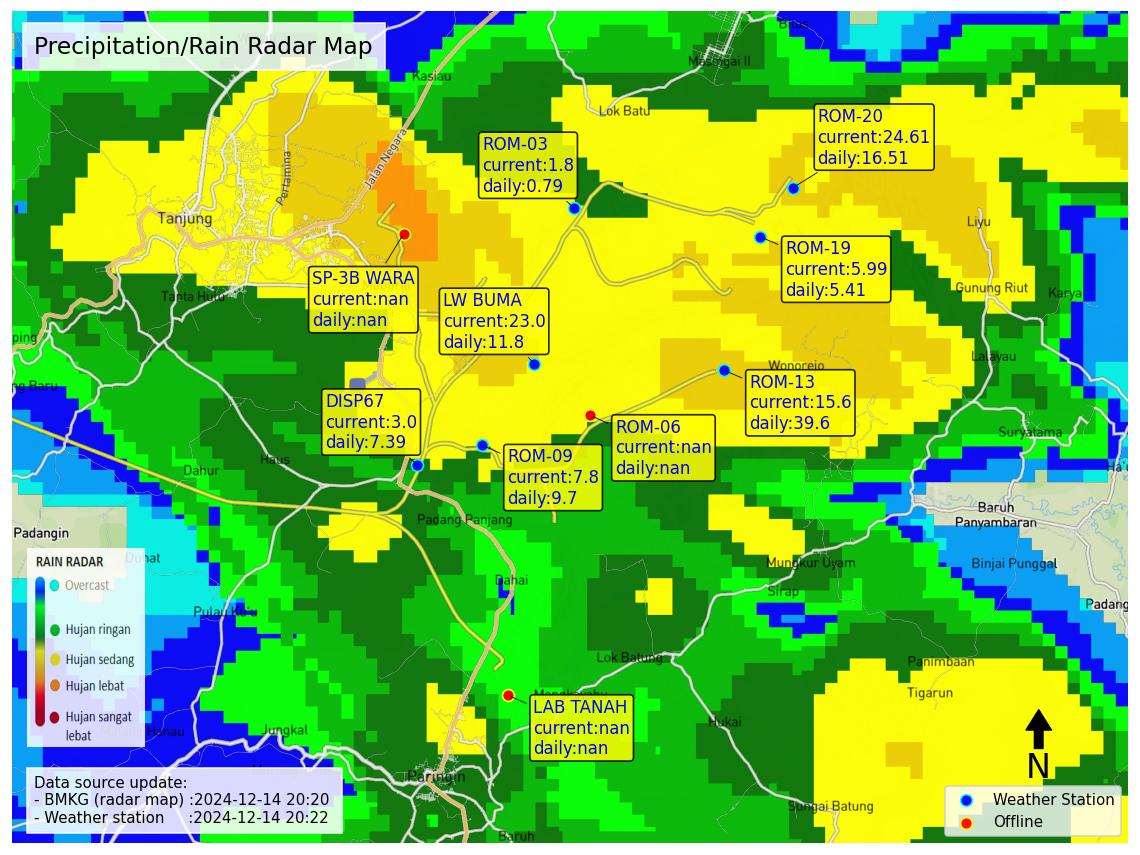 Precipitation/Rain Radar Map
Kasiau
Bilas
Masingai II
Lok Batu
ROM-20
current:24.61
daily:16.51
ROM-03
current:1.8
daily:0.79
Jalan Negara
Pertamina
Tanjung
Liyu
ROM-19
current:5.99
daily:5.41
SP-3B WARA
current:nan
daily:nan
Tanta Hulu
LW BUMA
current:23.0
daily:11.8
Gunung Riut
Karya
ping
Lalayau
Wonorejo
ng Baru
ROM-13
current:15.6
daily:39.6
DISP67
current:3.0
daily:7.39
ROM-06
current:nan
daily:nan
Suryatama
ROM-09
current:7.8
daily:9.7
Haus
Dahur
Padang Panjang
Baruh
Panyambaran
Padangin
Duhat
RAIN RADAR
Overcast
Hujan ringan
Hujan sedang
Hujan lebat
Hujan sangat
lebat
Mungkur Uyam
Binjai Punggal
Dahai
Sirap
Padang
Pulau Ku'u
Lok Batung
Panimbaan
Tigarun
LAB TANAH
current:nan
daily:nan
Hukai
Jungkal
Hanau
Paringin
Sungai Batung
Baruh
N
Data source update:
- BMKG (radar map) :2024-12-14 20:20
- Weather station :2024-12-14 20:22
Weather Station
Offline